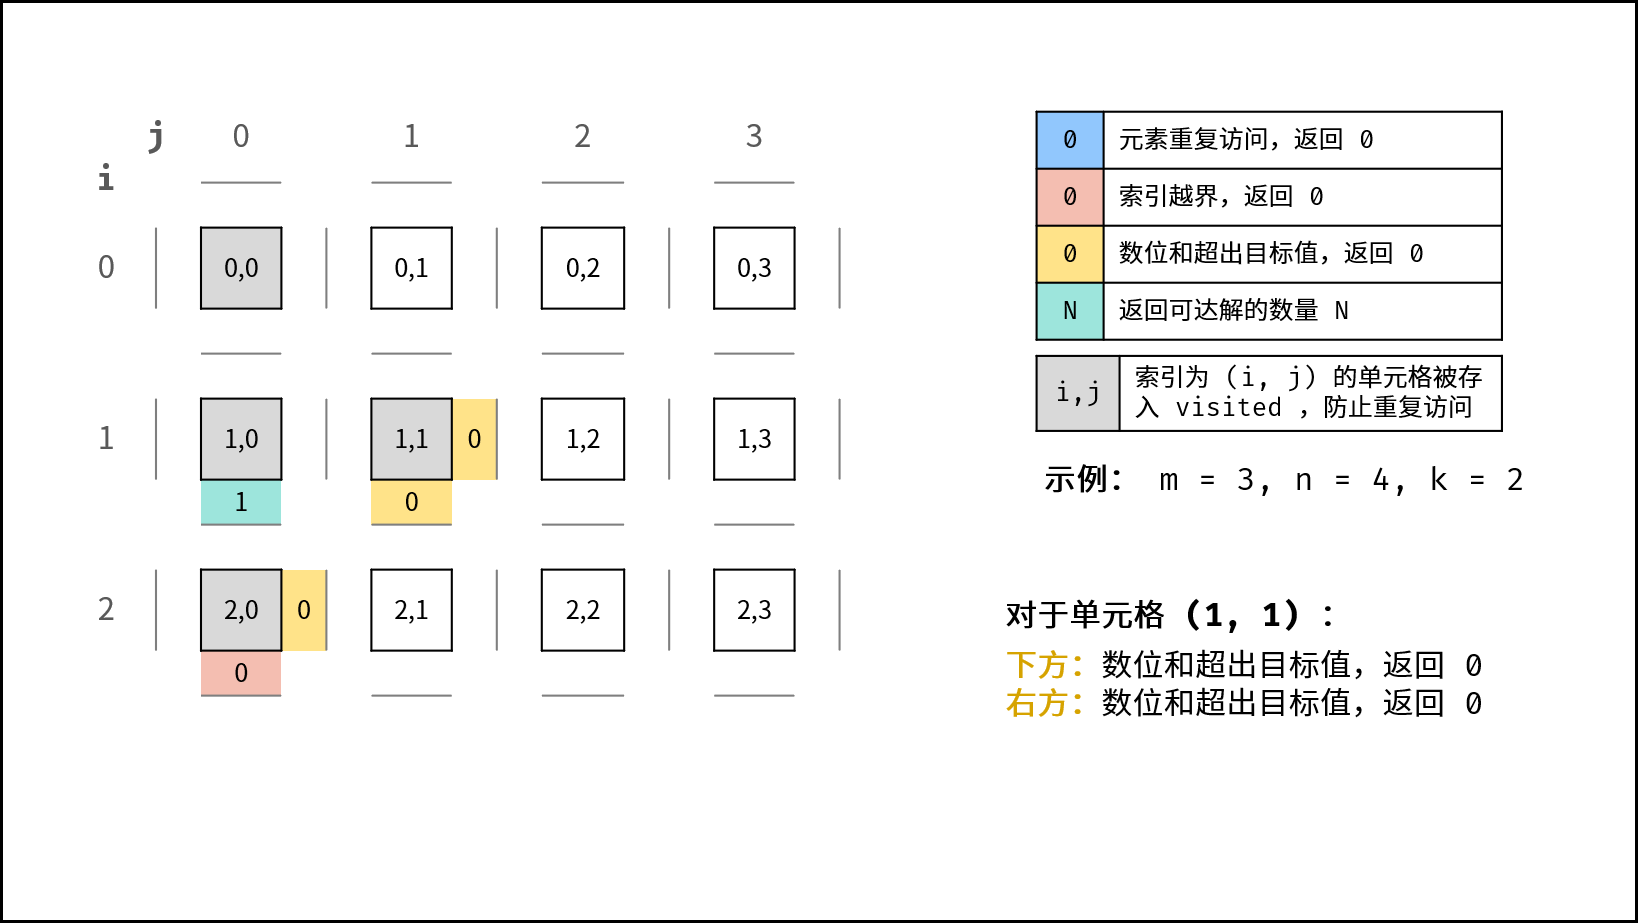 j 0 1 2 3
i
0 0,0 0,1 0,2 0,3
1 1,0 1,1 0 1,2 1,3
1 0
2 2,0 0 2,1 2,2 2,3
0
0 元素重复访问，返回 0
0 索引越界，返回 0
0 数位和超出目标值，返回 0
N 返回可达解的数量 N
i,j 索引为 (i, j) 的单元格被存
入 visited ，防止重复访问
示例： m = 3, n = 4, k = 2
对于单元格 (1, 1) ：
下方：数位和超出目标值，返回 0
右方：数位和超出目标值，返回 0